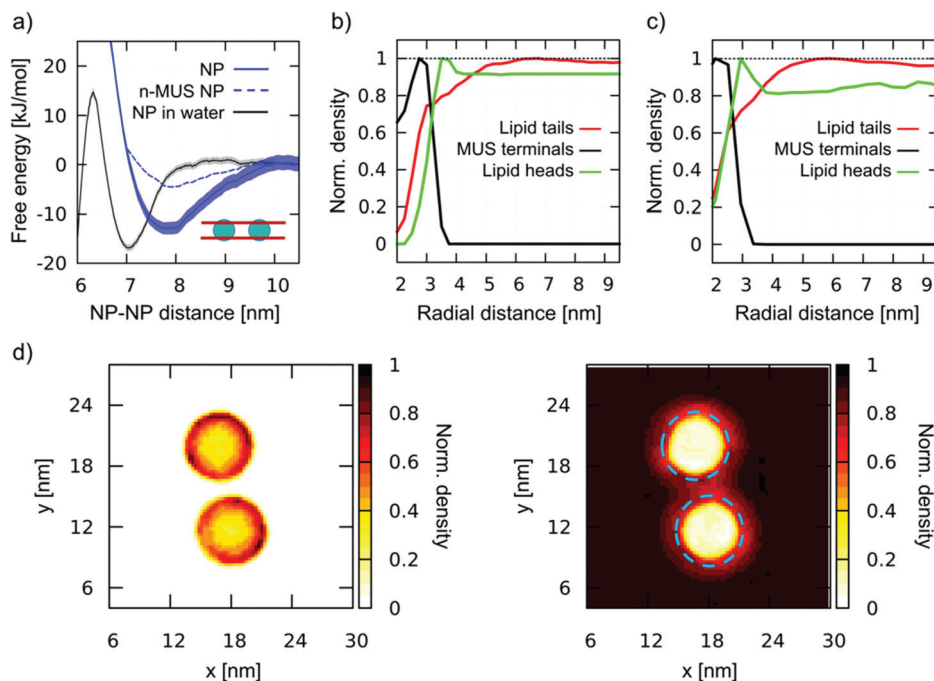 a)
Free energy [kJ/mol]
20
10
0
-10
-20
NP
n-MUS NP
NP in water
6 7 8 9 10
NP-NP distance [nm]
b)
Norm. density
1
0.8
0.6
0.4
0.2
0
Lipid tails
MUS terminals
Lipid heads
2 3 4 5 6 7 8 9
Radial distance [nm]
c)
Norm. density
1
0.8
0.6
0.4
0.2
0
Lipid tails
MUS terminals
Lipid heads
2 3 4 5 6 7 8 9
Radial distance [nm]
d)
y [nm]
24
18
12
6
6 12 18 24 30
x [nm]
1
0.8
0.6
0.4
0.2
0
Norm. density
y [nm]
24
18
12
6
6 12 18 24 30
x [nm]
1
0.8
0.6
0.4
0.2
0
Norm. density